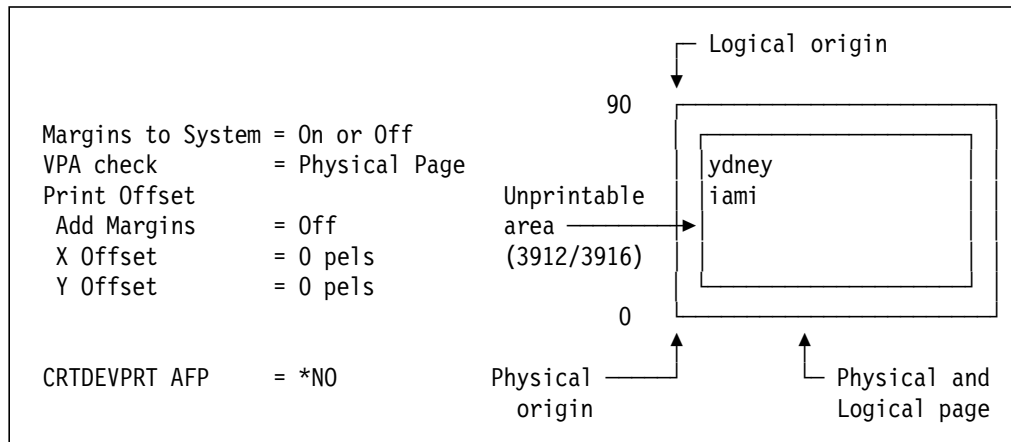 Logical origin
90
Margins to System = On or Off
VPA check = Physical Page
ydney
Print Offset Unprintable iami
Add Margins = Off area
X Offset = 0 pels (3912/3916)
Y Offset = 0 pels
0
CRTDEVPRT AFP = *NO Physical Physical and
origin Logical page